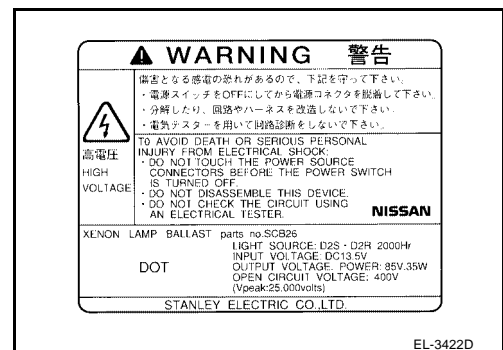 WARNING 警告
傷害となる感電の恐れがあるので、下記を守って下さい。
・電源スイッチをOFFにしてから電源コネクタを脱着して下さい。
・分解したり、回路やハーネスを改造しないで下さい。
・電気テスターを用いて回路診断をしないで下さい。
高電圧
HIGH
VOLTAGE
TO AVOID DEATH OR SERIOUS PERSONAL
INJURY FROM ELECTRICAL SHOCK:
・DO NOT TOUCH THE POWER SOURCE
CONNECTORS BEFORE THE POWER SWITCH
IS TURNED OFF.
・DO NOT DISASSEMBLE THIS DEVICE.
・DO NOT CHECK THE CIRCUIT USING
AN ELECTRICAL TESTER.
NISSAN
XENON LAMP BALLAST parts no.SCB26
DOT
LIGHT SOURCE: D2S・D2R 2000Hr
INPUT VOLTAGE: DC13.5V
OUTPUT VOLTAGE. POWER: 85V.35W
OPEN CIRCUIT VOLTAGE: 400V
(Vpeak:25.000volts)
STANLEY ELECTRIC CO.,LTD.
EL-3422D